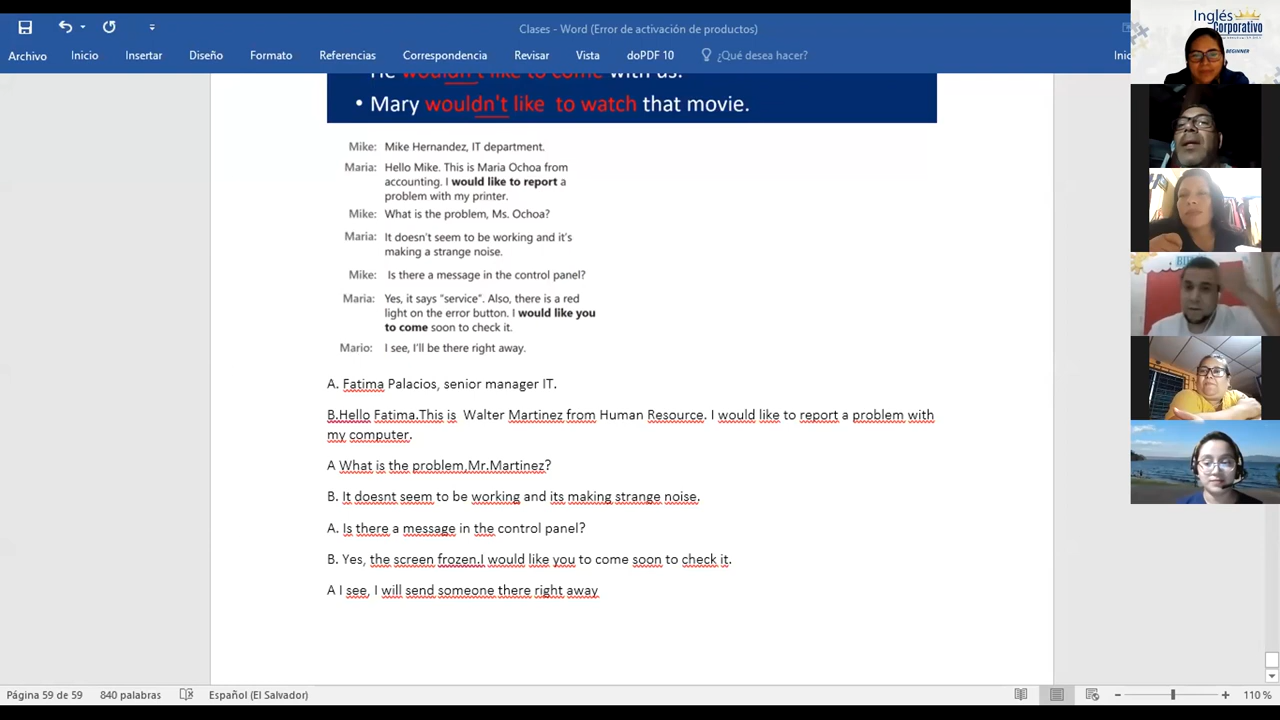 Clases - Word (Error de activación de productos)
Archivo
Inicio
Insertar
Diseño
Formato
Referencias
Correspondencia
Revisar
Vista
doPDF 10
¿Qué desea hacer?
Inic
Inglés
Corporativo
BEGINNER
He wouldn't like to come with us.
• Mary wouldn't like to watch that movie.
Mike: Mike Hernandez, IT department.
Maria: Hello Mike. This is Maria Ochoa from
accounting. I would like to report a
problem with my printer.
Mike: What is the problem, Ms. Ochoa?
Maria: It doesn't seem to be working and it's
making a strange noise.
Mike: Is there a message in the control panel?
Maria: Yes, it says "service". Also, there is a red
light on the error button. I would like you
to come soon to check it.
Mario: I see, I'll be there right away.
A. Fatima Palacios, senior manager IT.
B.Hello Fatima.This is Walter Martinez from Human Resource. I would like to report a problem with
my computer.
A What is the problem,Mr.Martinez?
B. It doesnt seem to be working and its making strange noise.
A. Is there a message in the control panel?
B. Yes, the screen frozen.I would like you to come soon to check it.
A I see, I will send someone there right away
Página 59 de 59
840 palabras
Español (El Salvador)
110 %